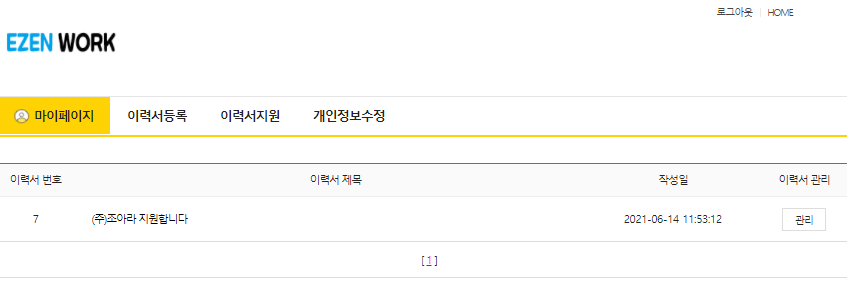 로그아웃 | HOME
EZEN WORK
마이페이지 이력서등록 이력서지원 개인정보수정
이력서 번호 이력서 제목 작성일 이력서 관리
7 (주)조아라 지원합니다 2021-06-14 11:53:12 관리
[1]